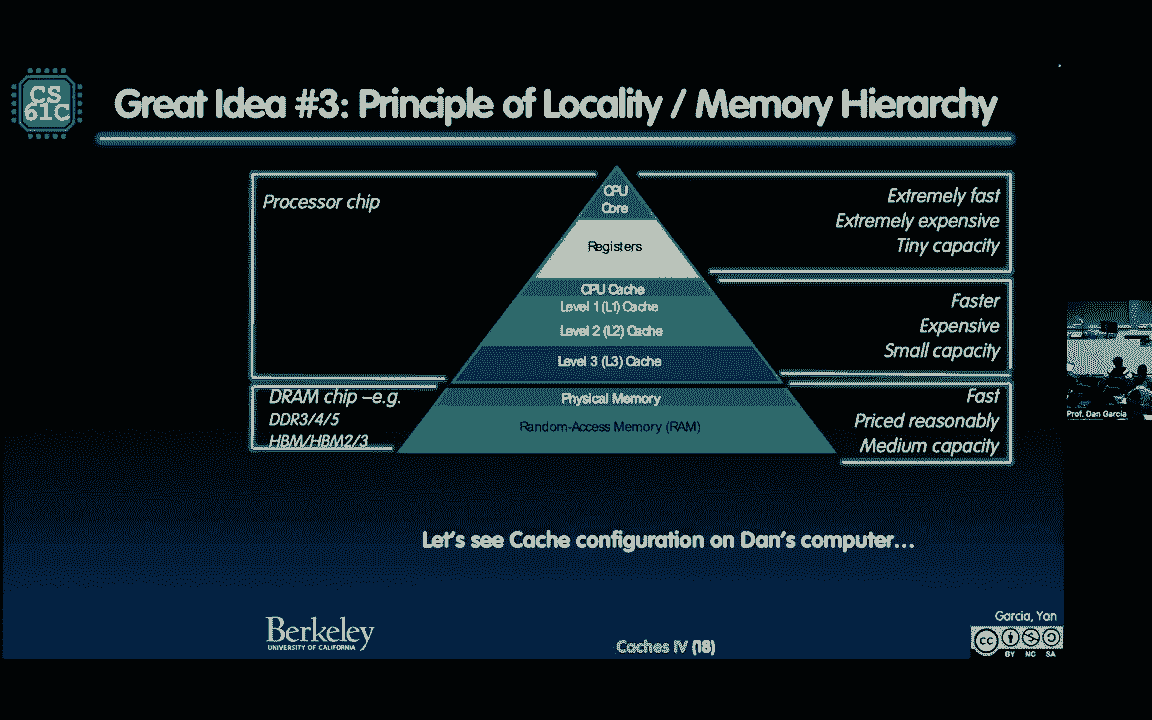 CS
61C
Great Idea #3: Principle of Locality / Memory Hierarchy
Processor chip
CPU
Core
Registers
CPU Cache
Level 1 (L1) Cache
Level 2 (L2) Cache
Level 3 (L3) Cache
Physical Memory
Random-Access Memory (RAM)
Extremely fast
Extremely expensive
Tiny capacity
Faster
Expensive
Small capacity
DRAM chip –e.g.
DDR3/4/5
HBM/HBM2/3
Fast
Priced reasonably
Medium capacity
Prof. Dan Garcia
Let's see Cache configuration on Dan's computer…
Berkeley
UNIVERSITY OF CALIFORNIA
Caches IV (18)
Garcia, Yan
cc
BY NC SA